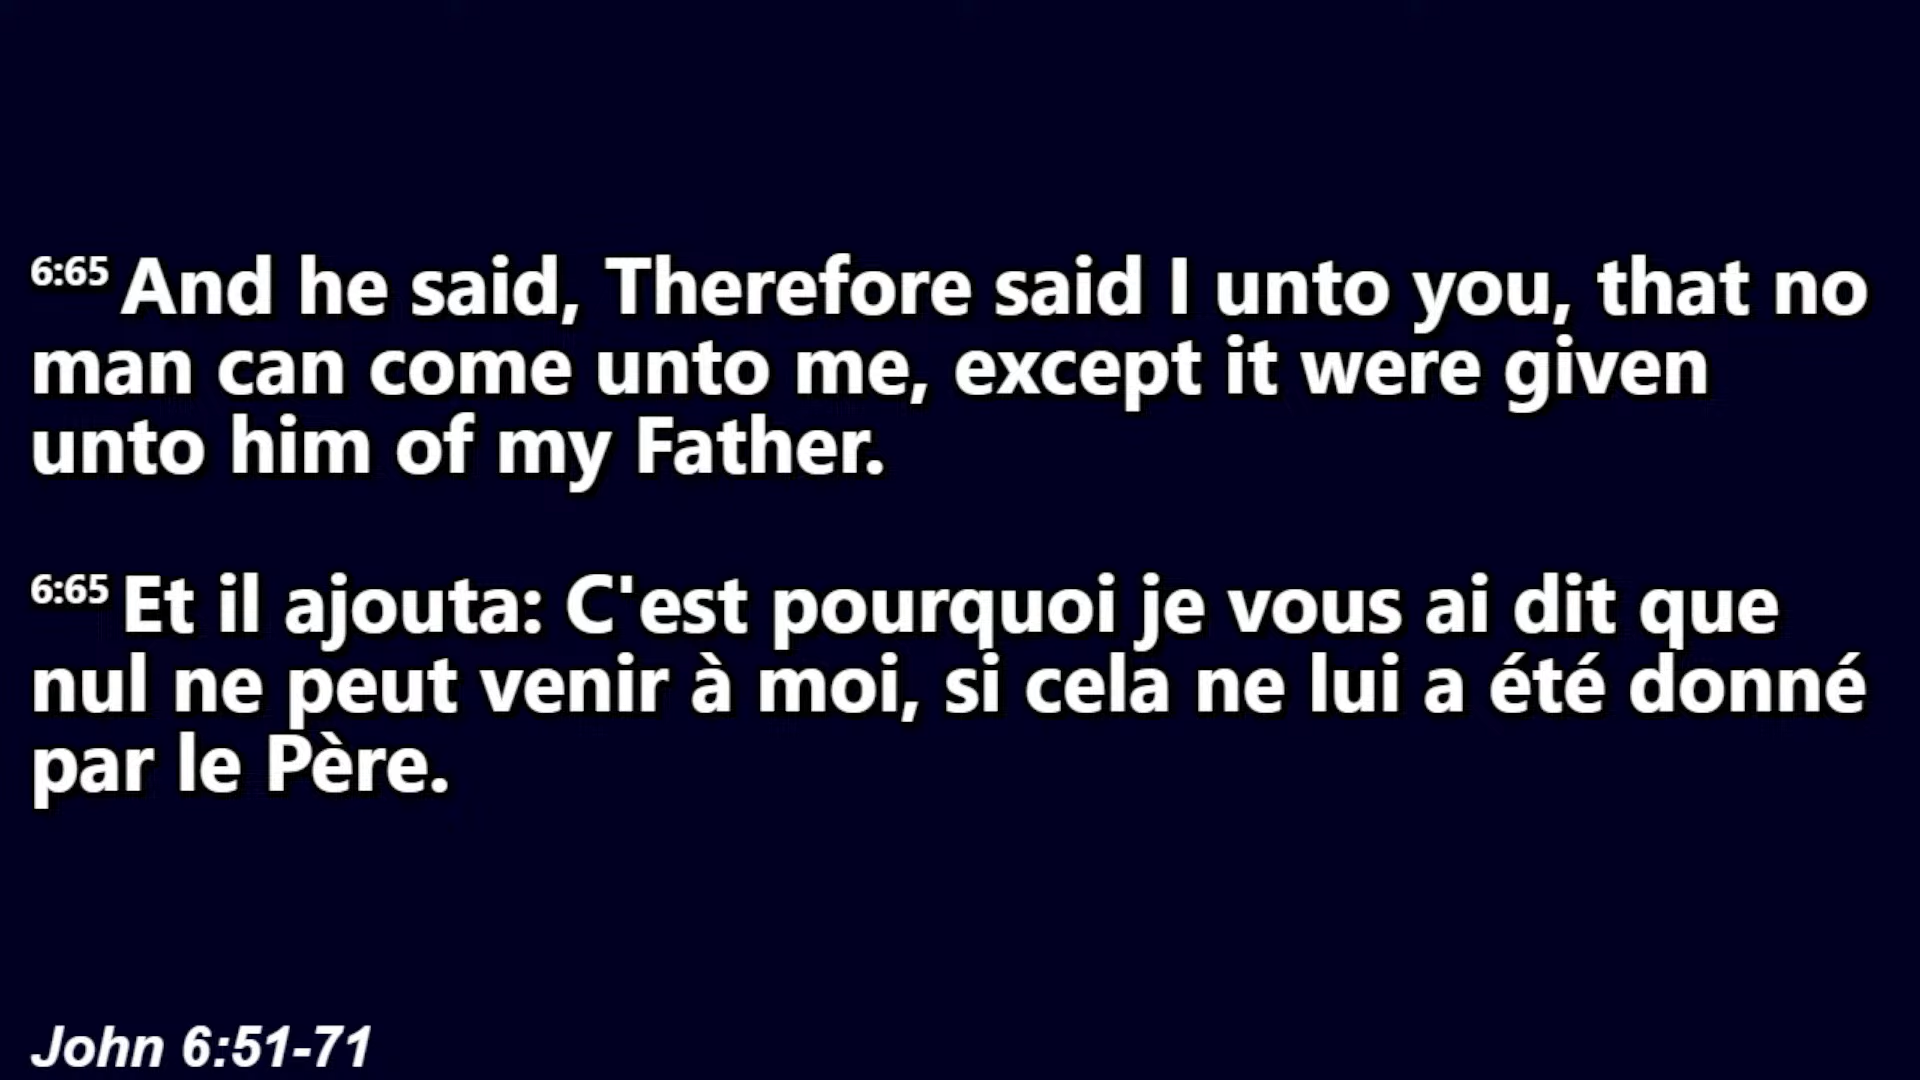 6:65 And he said, Therefore said I unto you, that no
man can come unto me, except it were given
unto him of my Father.
6:65 Et il ajouta: C'est pourquoi je vous ai dit que
nul ne peut venir à moi, si cela ne lui a été donné
par le Père.
John 6:51-71